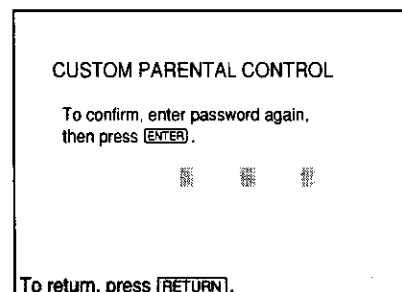 CUSTOM PARENTAL CONTROL
To confirm, enter password again,
then press ENTER.
To return, press RETURN.